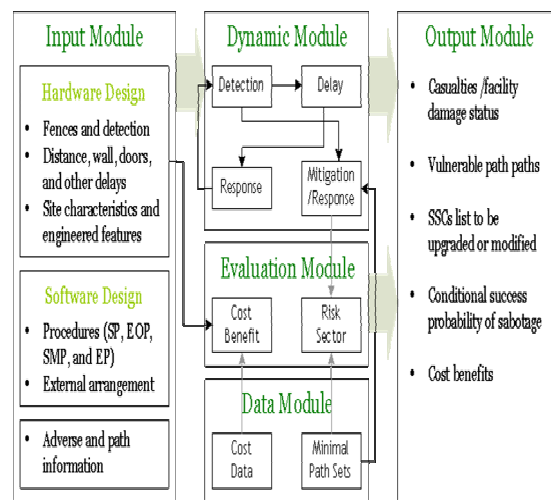 Input Module
Hardware Design
• Fences and detection
• Distance, wall, doors,
and other delays
• Site characteristics and
engineered features
Software Design
• Procedures (SP, EOP,
SMP, and EP)
• External arrangement
• Adverse and path
information
Dynamic Module
Detection
Delay
Response
Mitigation
/Response
Evaluation Module
Cost
Benefit
Risk
Sector
Data Module
Cost
Data
Minimal
Path Sets
Output Module
• Casualties /facility
damage status
• Vulnerable path paths
• SSCs list to be
upgraded or modified
• Conditional success
probability of sabotage
• Cost benefits